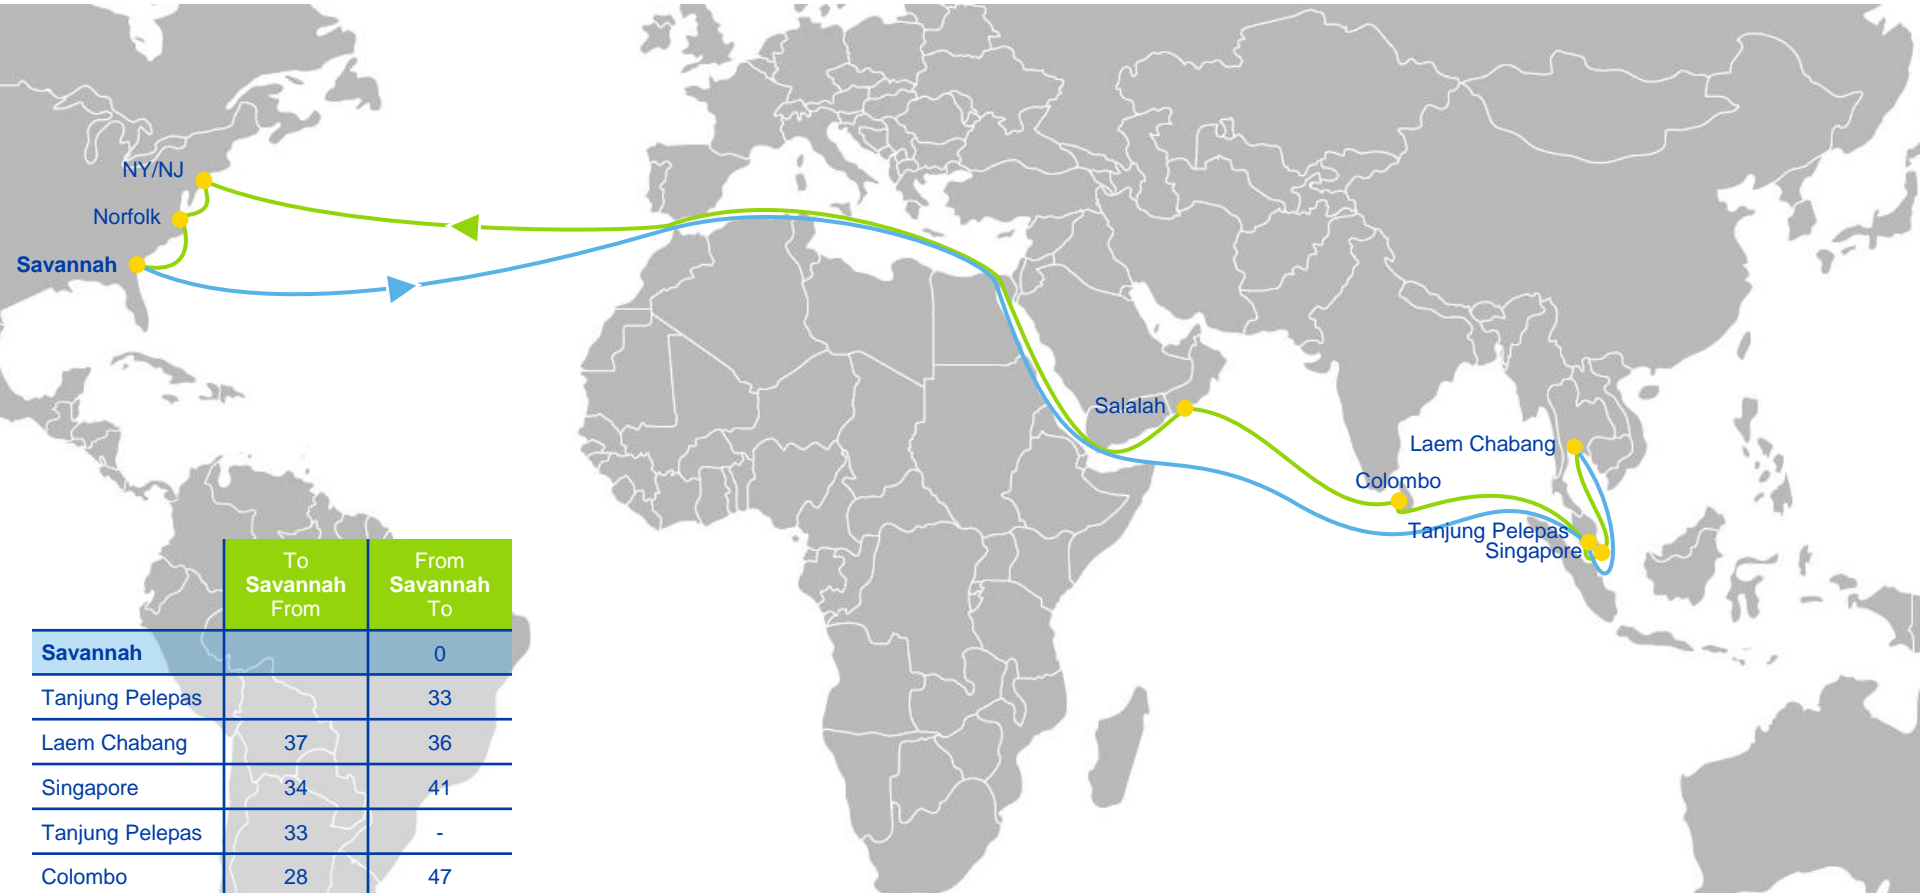 NY/NJ
Norfolk
Savannah
Salalah
Laem Chabang
Colombo
Tanjung Pelepas
Singapore
To
Savannah
From
From
Savannah
To
Savannah 0
Tanjung Pelepas 33
Laem Chabang 37 36
Singapore 34 41
Tanjung Pelepas 33 -
Colombo 28 47